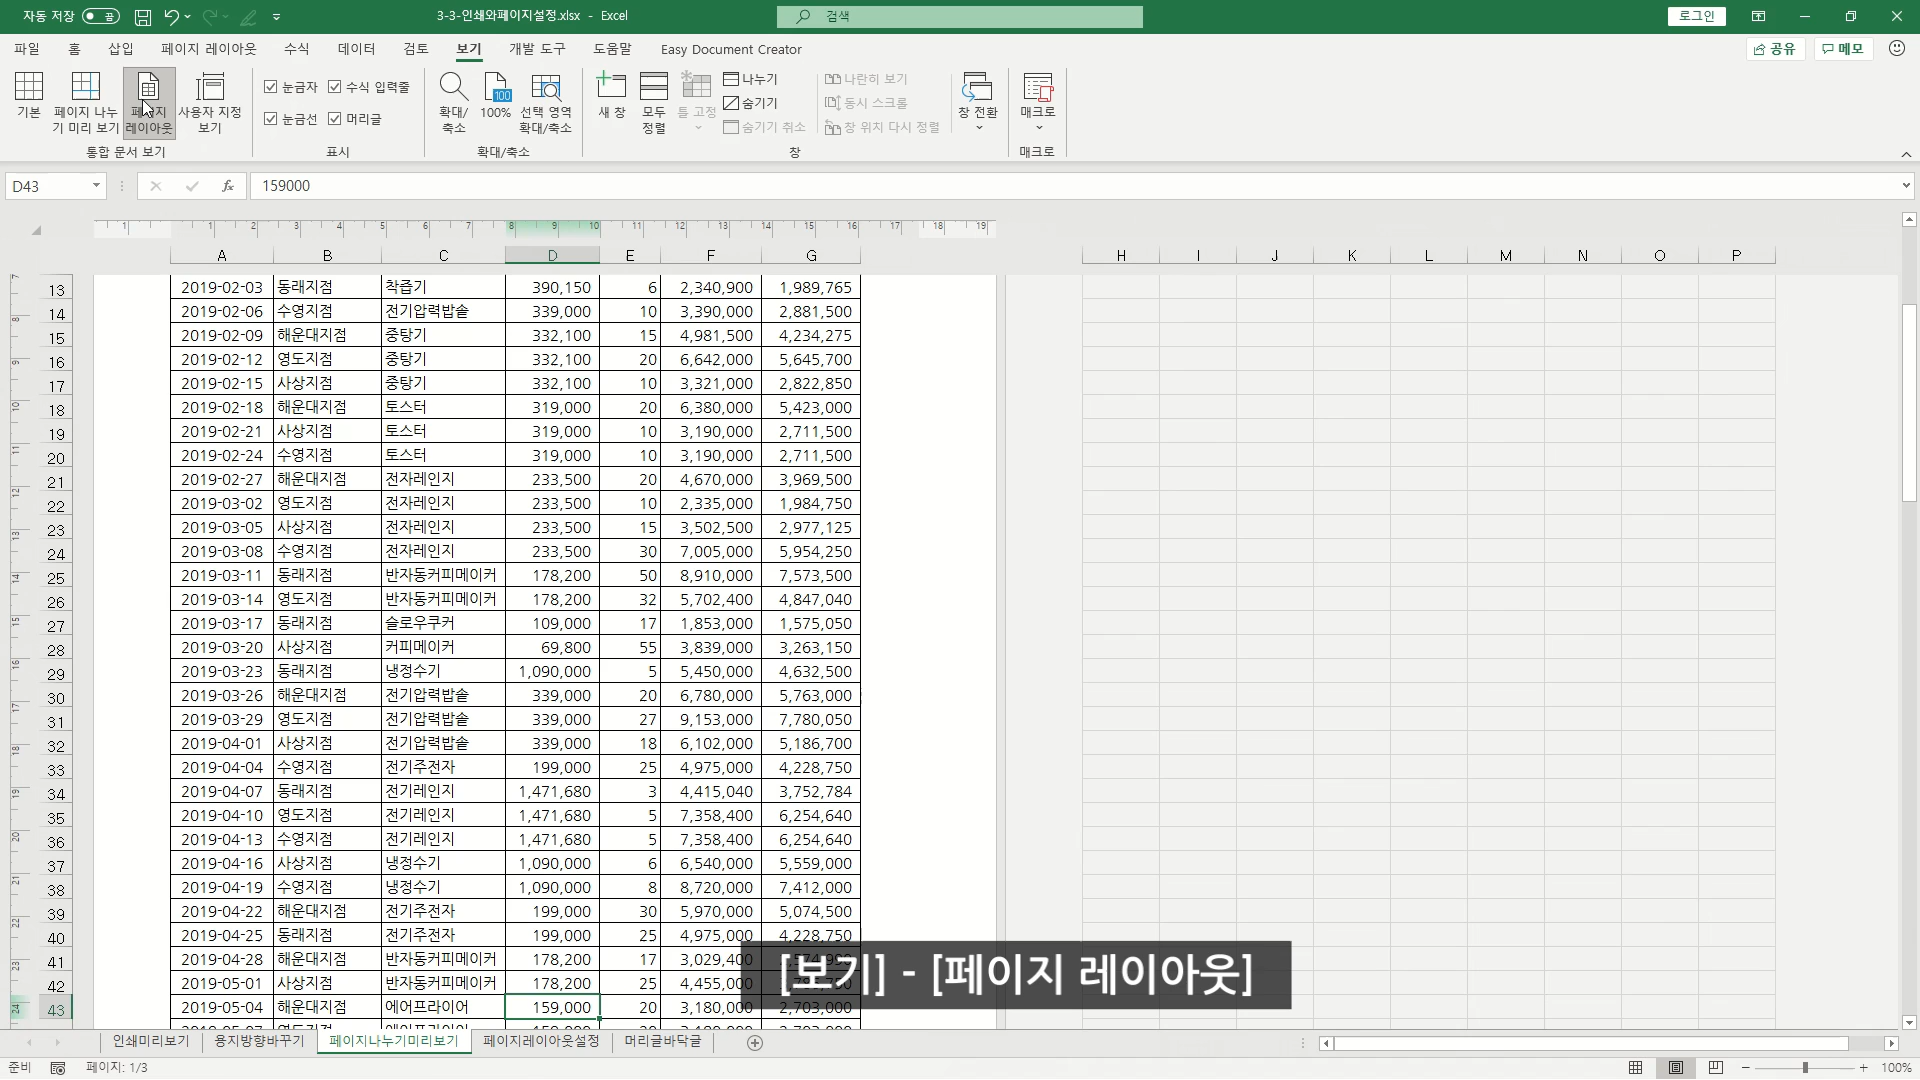 자동 저장 끔 3-3-인쇄와페이지설정.xlsx - Excel 검색 로그인
파일 홈 삽입 페이지 레이아웃 수식 데이터 검토 보기 개발 도구 도움말 Easy Document Creator 공유 메모
기본 페이지 나누기 미리 보기 페이지 레이아웃 사용자 지정 보기 통합 문서 보기
눈금자 수식 입력줄 눈금선 머리글 표시
확대/축소 100% 선택 영역 확대/축소 확대/축소
새 창 모두 정렬 틀 고정 나누기 숨기기 숨기기 취소 나란히 보기 동시 스크롤 창 위치 다시 정렬 창 전환 창
매크로 매크로
D43 fx 159000
1 1 2 3 4 5 6 7 8 9 10 11 12 13 14 15 16 17 18 19
A B C D E F G H I J K L M N O P
13 2019-02-03 동래지점 착즙기 390,150 6 2,340,900 1,989,765
14 2019-02-06 수영지점 전기압력밥솥 339,000 10 3,390,000 2,881,500
15 2019-02-09 해운대지점 중탕기 332,100 15 4,981,500 4,234,275
16 2019-02-12 영도지점 중탕기 332,100 20 6,642,000 5,645,700
17 2019-02-15 사상지점 중탕기 332,100 10 3,321,000 2,822,850
18 2019-02-18 해운대지점 토스터 319,000 20 6,380,000 5,423,000
19 2019-02-21 사상지점 토스터 319,000 10 3,190,000 2,711,500
20 2019-02-24 수영지점 토스터 319,000 10 3,190,000 2,711,500
21 2019-02-27 해운대지점 전자레인지 233,500 20 4,670,000 3,969,500
22 2019-03-02 영도지점 전자레인지 233,500 10 2,335,000 1,984,750
23 2019-03-05 사상지점 전자레인지 233,500 15 3,502,500 2,977,125
24 2019-03-08 수영지점 전자레인지 233,500 30 7,005,000 5,954,250
25 2019-03-11 동래지점 반자동커피메이커 178,200 50 8,910,000 7,573,500
26 2019-03-14 영도지점 반자동커피메이커 178,200 32 5,702,400 4,847,040
27 2019-03-17 동래지점 슬로우쿠커 109,000 17 1,853,000 1,575,050
28 2019-03-20 사상지점 커피메이커 69,800 55 3,839,000 3,263,150
29 2019-03-23 동래지점 냉정수기 1,090,000 5 5,450,000 4,632,500
30 2019-03-26 해운대지점 전기압력밥솥 339,000 20 6,780,000 5,763,000
31 2019-03-29 영도지점 전기압력밥솥 339,000 27 9,153,000 7,780,050
32 2019-04-01 사상지점 전기압력밥솥 339,000 18 6,102,000 5,186,700
33 2019-04-04 수영지점 전기주전자 199,000 25 4,975,000 4,228,750
34 2019-04-07 동래지점 전기레인지 1,471,680 3 4,415,040 3,752,784
35 2019-04-10 영도지점 전기레인지 1,471,680 5 7,358,400 6,254,640
36 2019-04-13 수영지점 전기레인지 1,471,680 5 7,358,400 6,254,640
37 2019-04-16 사상지점 냉정수기 1,090,000 6 6,540,000 5,559,000
38 2019-04-19 수영지점 냉정수기 1,090,000 8 8,720,000 7,412,000
39 2019-04-22 해운대지점 전기주전자 199,000 30 5,970,000 5,074,500
40 2019-04-25 동래지점 전기주전자 199,000 25 4,975,000 4,228,750
41 2019-04-28 해운대지점 반자동커피메이커 178,200 17 3,029,400
42 2019-05-01 사상지점 반자동커피메이커 178,200 25 4,455,000
43 2019-05-04 해운대지점 에어프라이어 159,000 20 3,180,000 2,703,000
[보기] - [페이지 레이아웃]
인쇄미리보기 용지방향바꾸기 페이지나누기미리보기 페이지레이아웃설정 머리글바닥글
준비 페이지: 1/3 100%